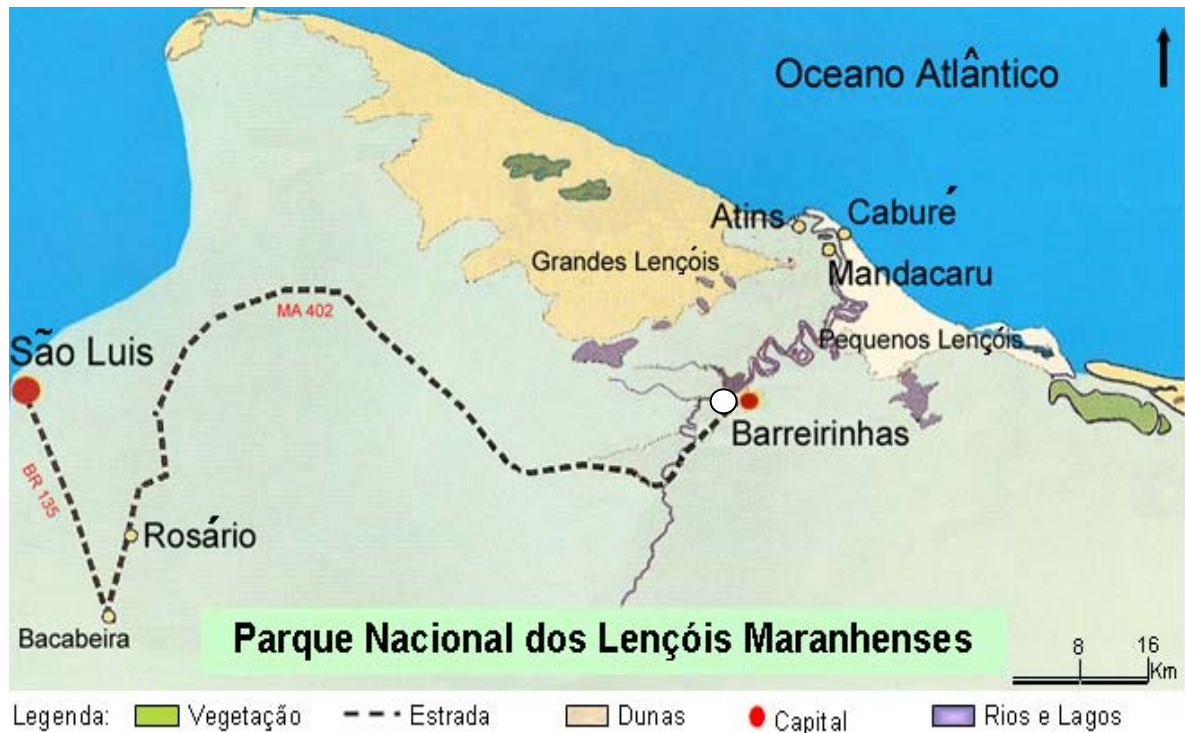 Oceano Atlântico
Atins
Caburé
Mandacaru
Grandes Lençóis
MA 402
Pequenos Lençóis
São Luis
Barreirinhas
BR 135
Rosário
Bacabeira
Parque Nacional dos Lençóis Maranhenses
8 16
Km
Legenda: Vegetação Estrada Dunas Capital Rios e Lagos